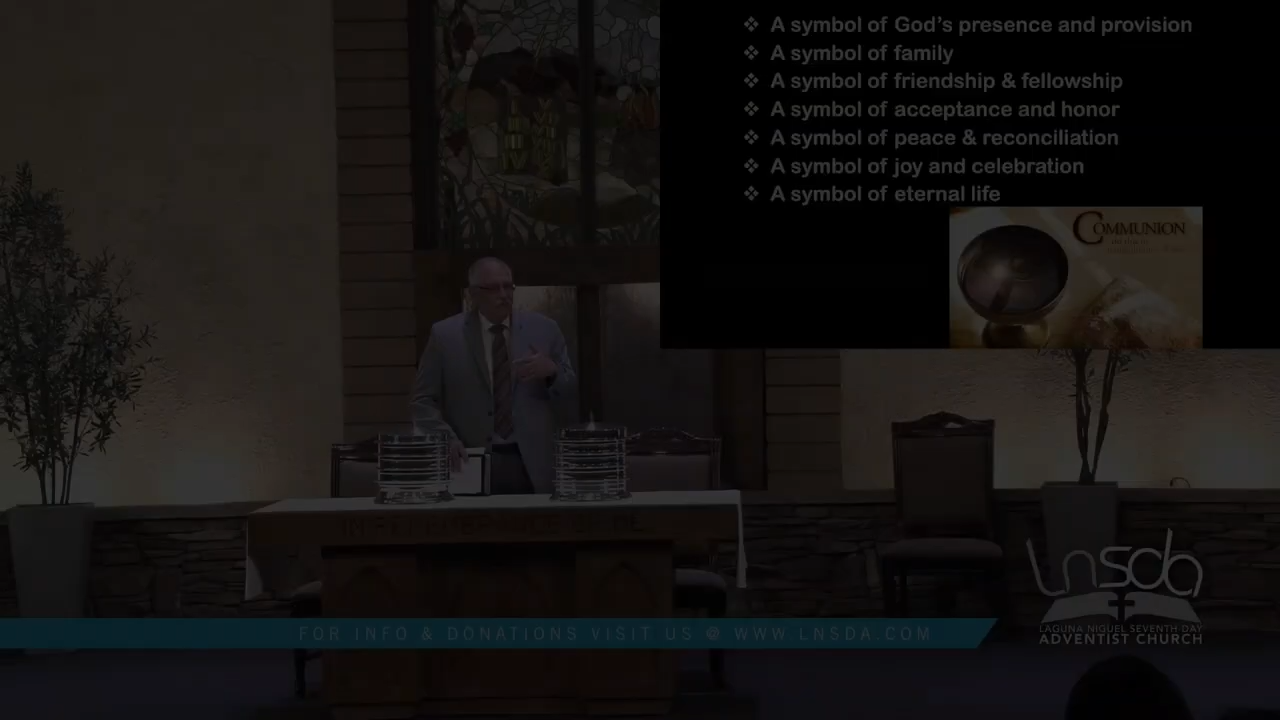 ❖ A symbol of God's presence and provision
❖ A symbol of family
❖ A symbol of friendship & fellowship
❖ A symbol of acceptance and honor
❖ A symbol of peace & reconciliation
❖ A symbol of joy and celebration
❖ A symbol of eternal life
COMMUNION
lnsda
LAGUNA NIGUEL SEVENTH DAY
ADVENTIST CHURCH
FOR INFO & DONATIONS VISIT US @ WWW.LNSDA.COM